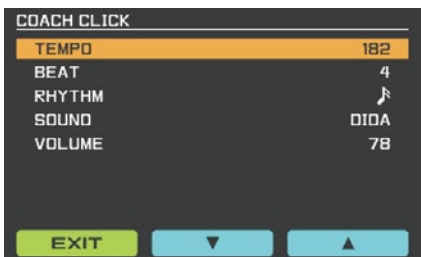 COACH CLICK
TEMPO 182
BEAT 4
RHYTHM
SOUND DIDA
VOLUME 78
EXIT ▼ ▲